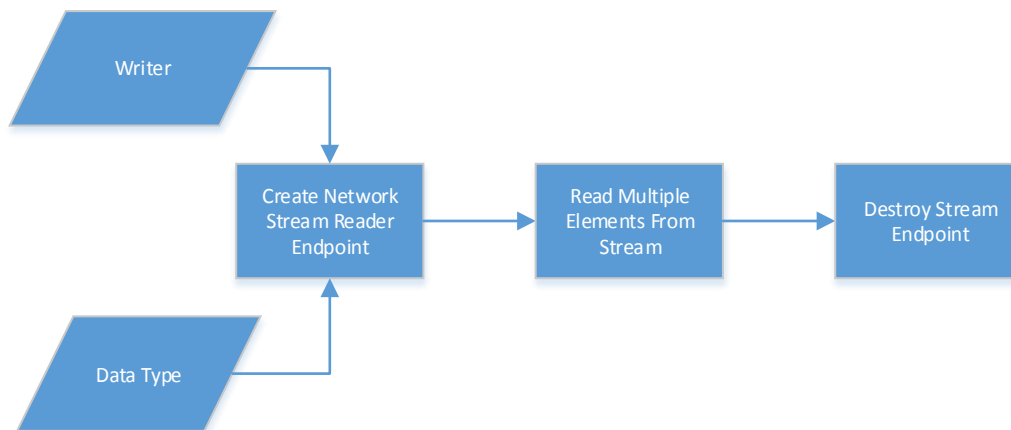 Writer
Create Network
Stream Reader
Endpoint
Read Multiple
Elements From
Stream
Destroy Stream
Endpoint
Data Type